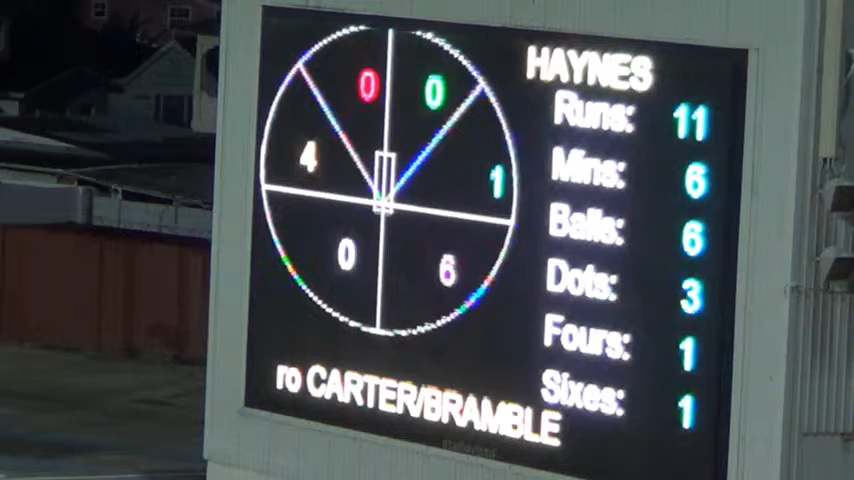 HAYNES
0 0
Runs: 11
4 1
Mins: 6
Balls: 6
0 6
Dots: 3
Fours: 1
Sixes: 1
ro CARTER/BRAMBLE